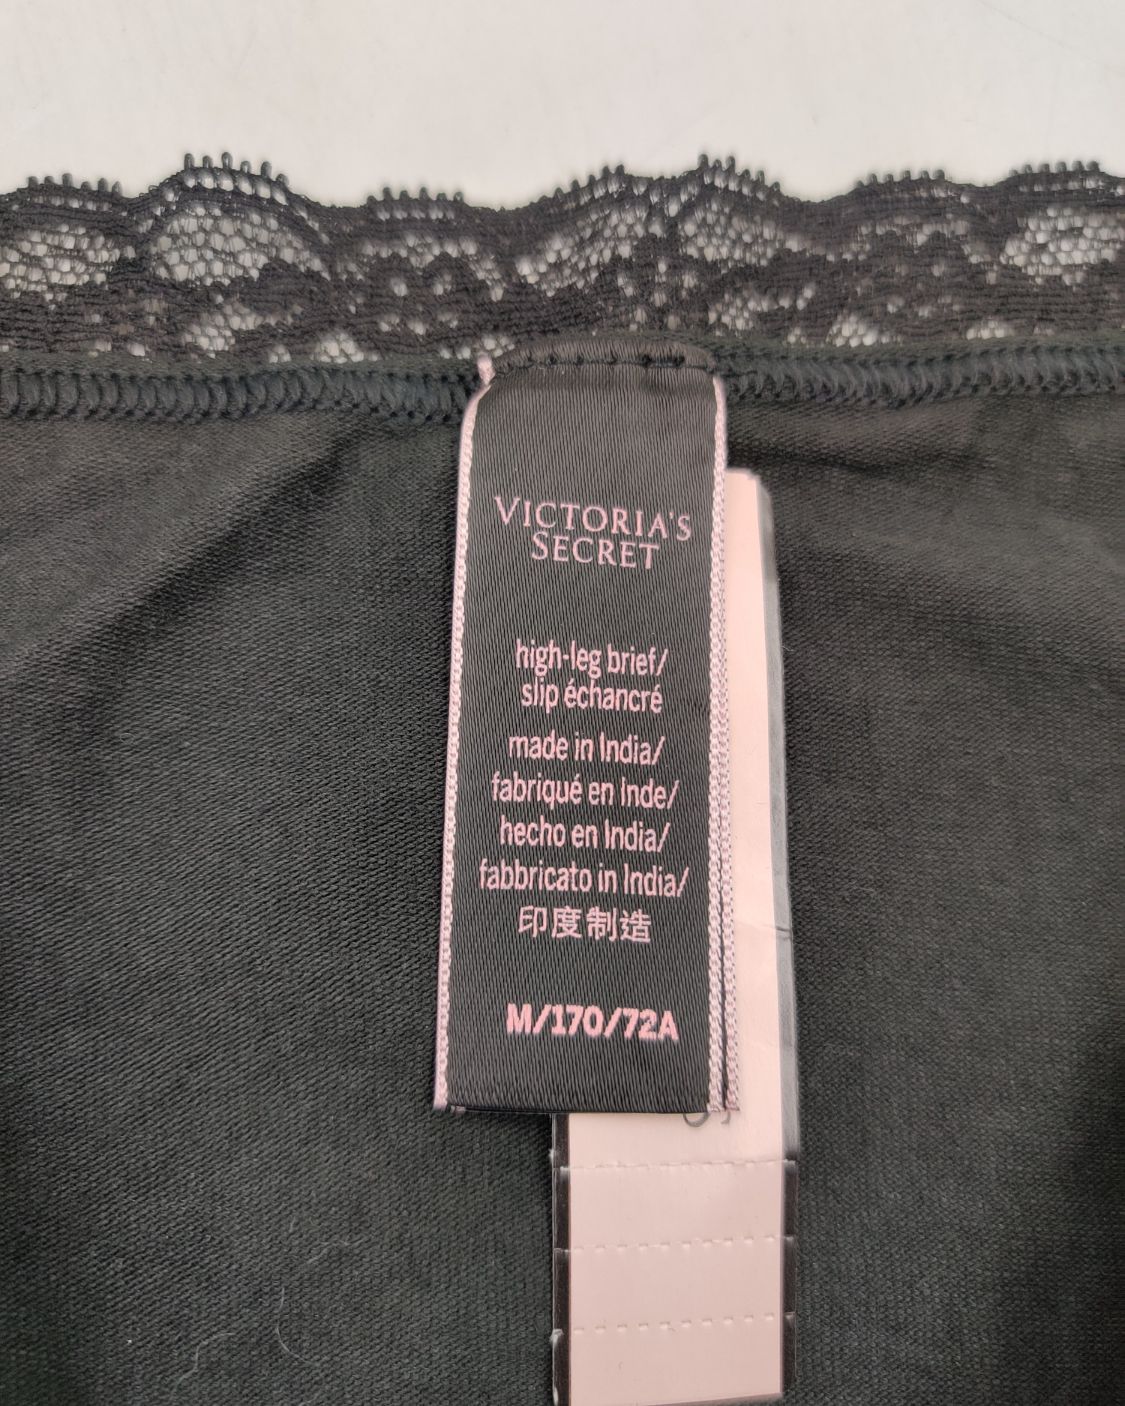 VICTORIA'S
SECRET
high-leg brief/
slip échancré
made in India/
fabriqué en Inde/
hecho en India/
fabbricato in India/
印度制造
M/170/72A